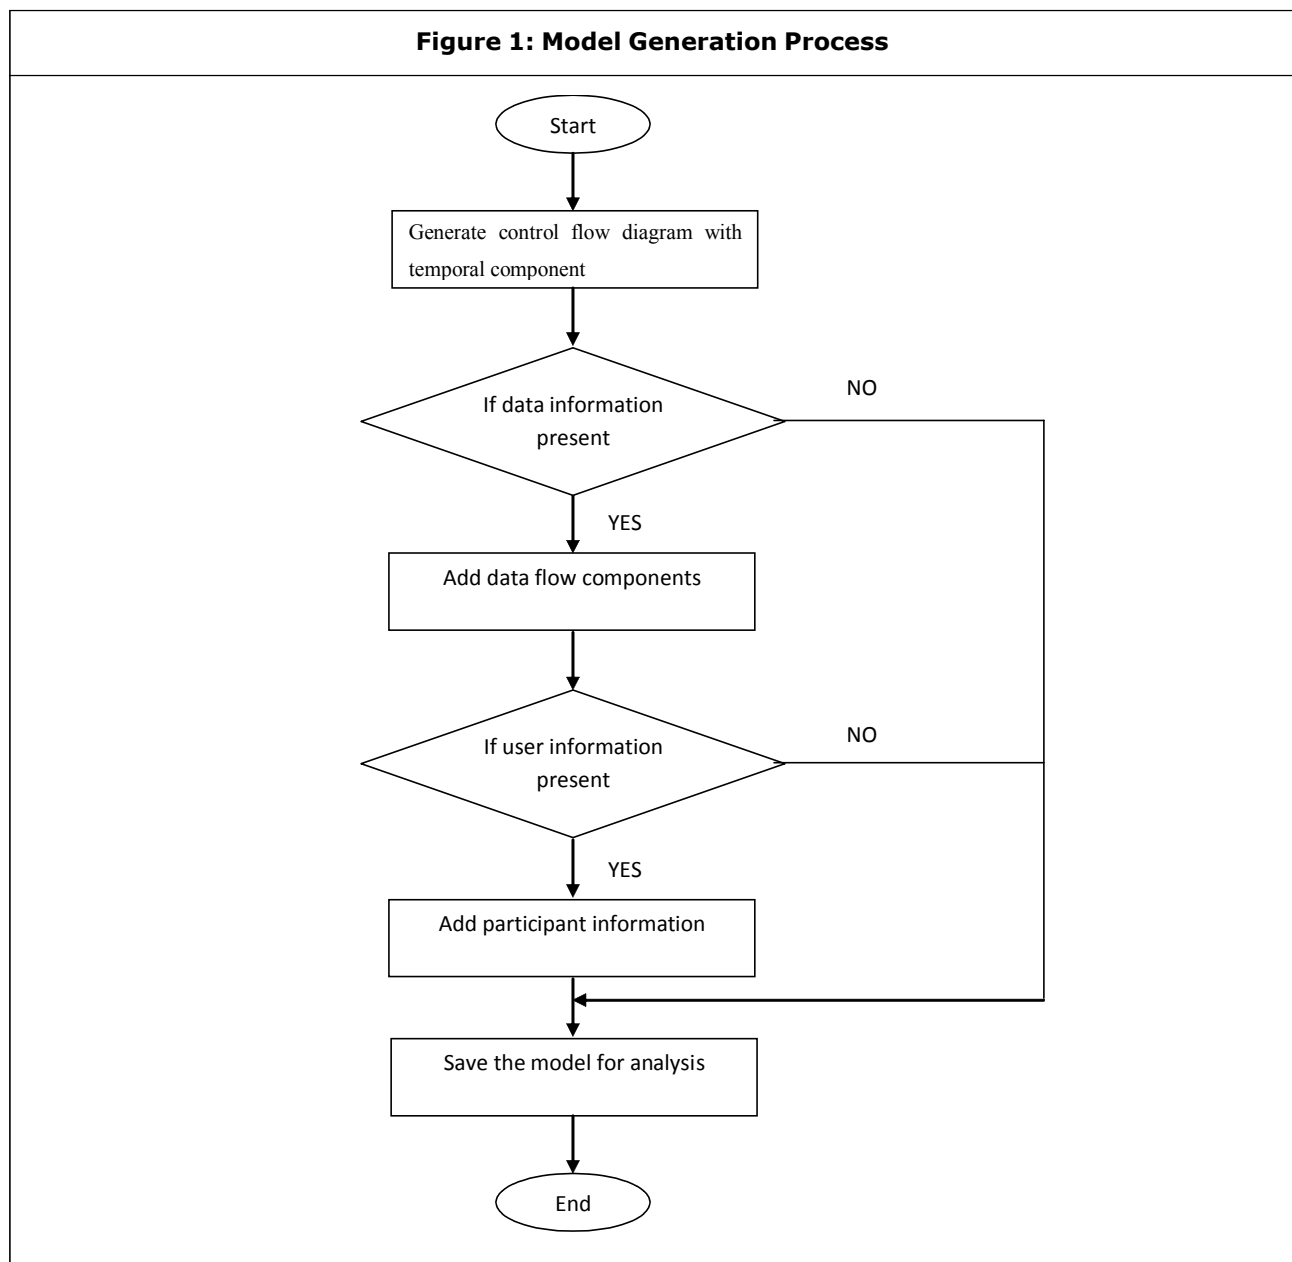 Figure 1: Model Generation Process
Start
Generate control flow diagram with
temporal component
If data information
present
NO
YES
Add data flow components
If user information
present
NO
YES
Add participant information
Save the model for analysis
End